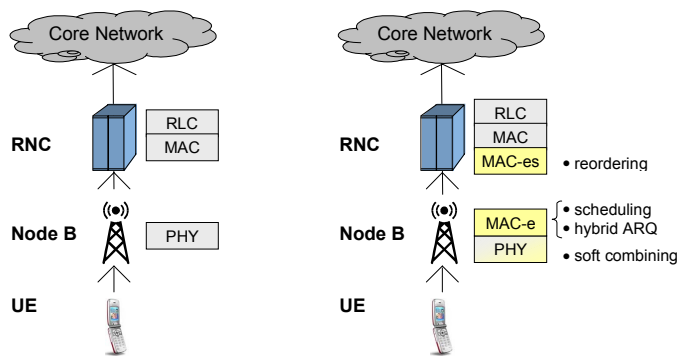 Core Network
RNC
RLC
MAC
Node B
PHY
UE
Core Network
RNC
RLC
MAC
MAC-es
• reordering
Node B
MAC-e
PHY
• scheduling
• hybrid ARQ
• soft combining
UE